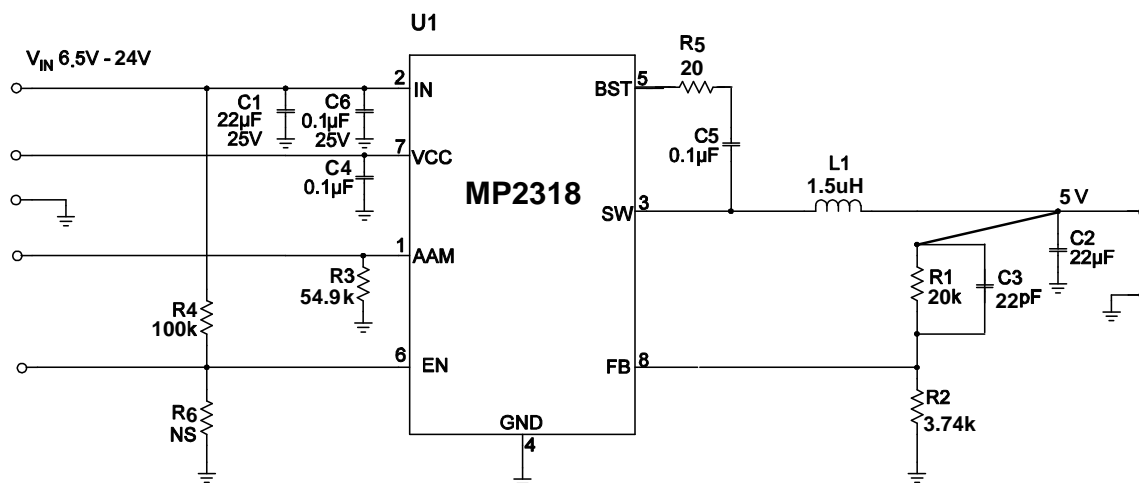 U1
V_IN 6.5V - 24V
2
IN
C1
22µF
25V
C6
0.1µF
25V
7
VCC
C4
0.1µF
1
AAM
R3
54.9k
R4
100k
6
EN
R6
NS
MP2318
GND
4
BST
5
R5
20
C5
0.1µF
SW
3
L1
1.5uH
5V
C2
22µF
R1
20k
C3
22pF
FB
8
R2
3.74k